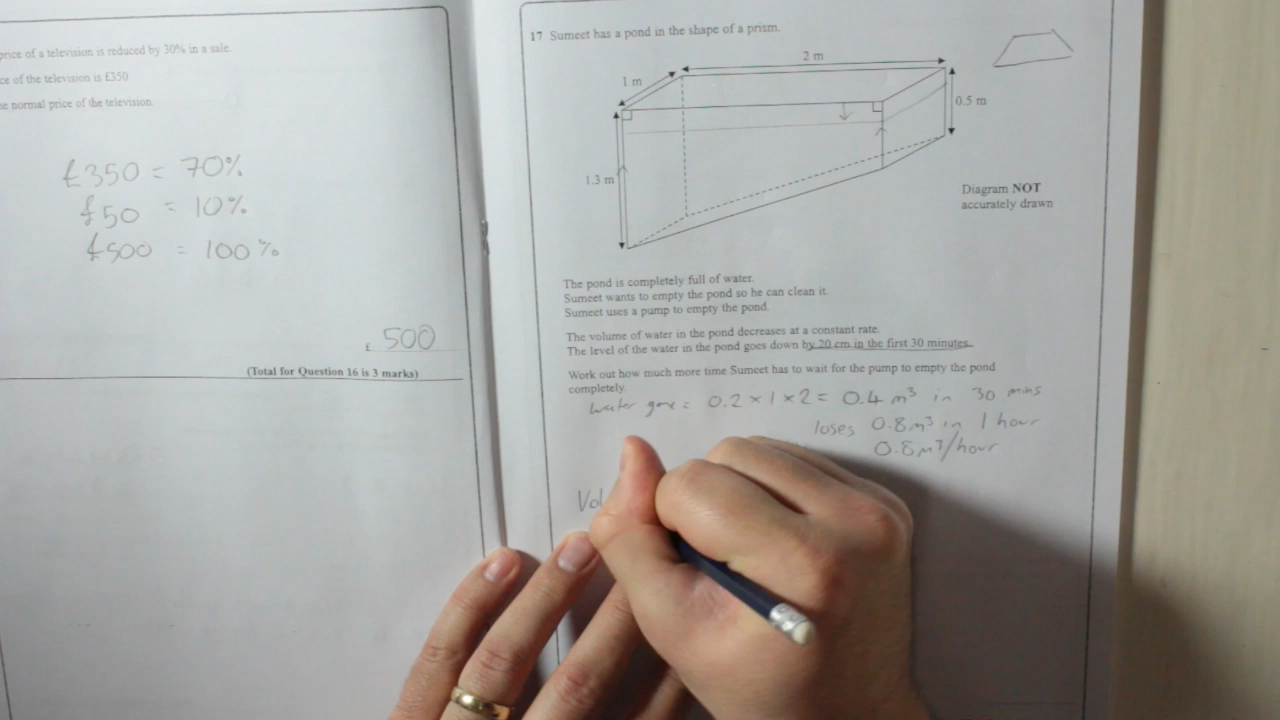 price of a television is reduced by 30% in a sale.
ce of the television is £350
e normal price of the television.
£350 = 70%
£50 = 10%
£500 = 100%
£ 500
(Total for Question 16 is 3 marks)
17 Sumeet has a pond in the shape of a prism.
2 m
1 m
0.5 m
1.3 m
Diagram NOT
accurately drawn
The pond is completely full of water.
Sumeet wants to empty the pond so he can clean it.
Sumeet uses a pump to empty the pond.
The volume of water in the pond decreases at a constant rate.
The level of the water in the pond goes down by 20 cm in the first 30 minutes.
Work out how much more time Sumeet has to wait for the pump to empty the pond
completely.
water gone = 0.2 × 1 × 2 = 0.4 m³ in 30 mins
loses 0.8m³ in 1 hour
0.8m³/hour
Vol